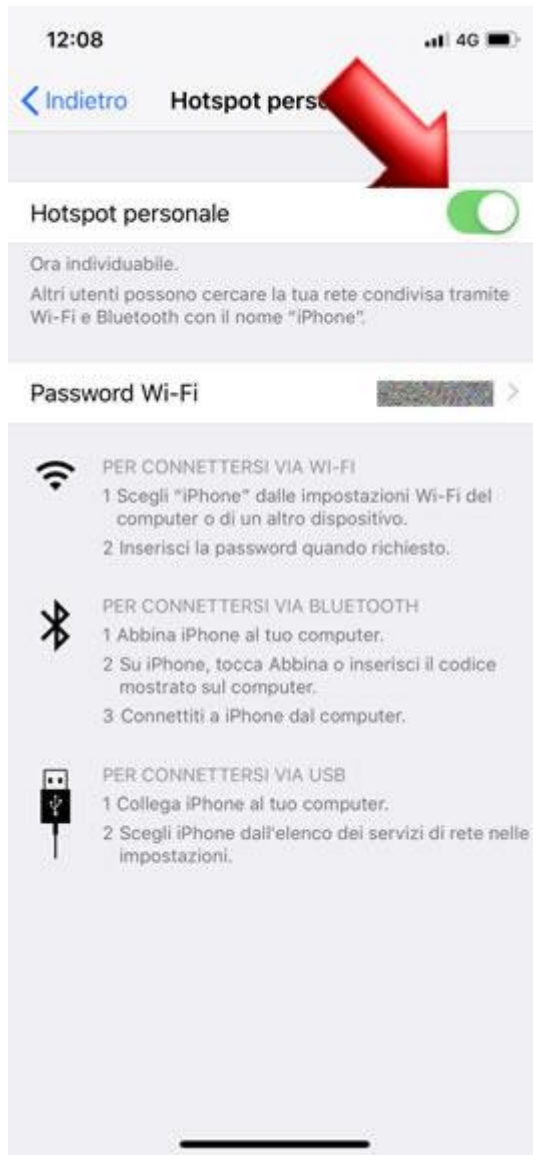 12:08 4G
Indietro Hotspot perso
Hotspot personale
Ora individuabile.
Altri utenti possono cercare la tua rete condivisa tramite
Wi-Fi e Bluetooth con il nome "iPhone".
Password Wi-Fi
PER CONNETTERSI VIA WI-FI
1 Scegli "iPhone" dalle impostazioni Wi-Fi del
computer o di un altro dispositivo.
2 Inserisci la password quando richiesto.
PER CONNETTERSI VIA BLUETOOTH
1 Abbina iPhone al tuo computer.
2 Su iPhone, tocca Abbina o inserisci il codice
mostrato sul computer.
3 Connettiti a iPhone dal computer.
PER CONNETTERSI VIA USB
1 Collega iPhone al tuo computer.
2 Scegli iPhone dall'elenco dei servizi di rete nelle
impostazioni.